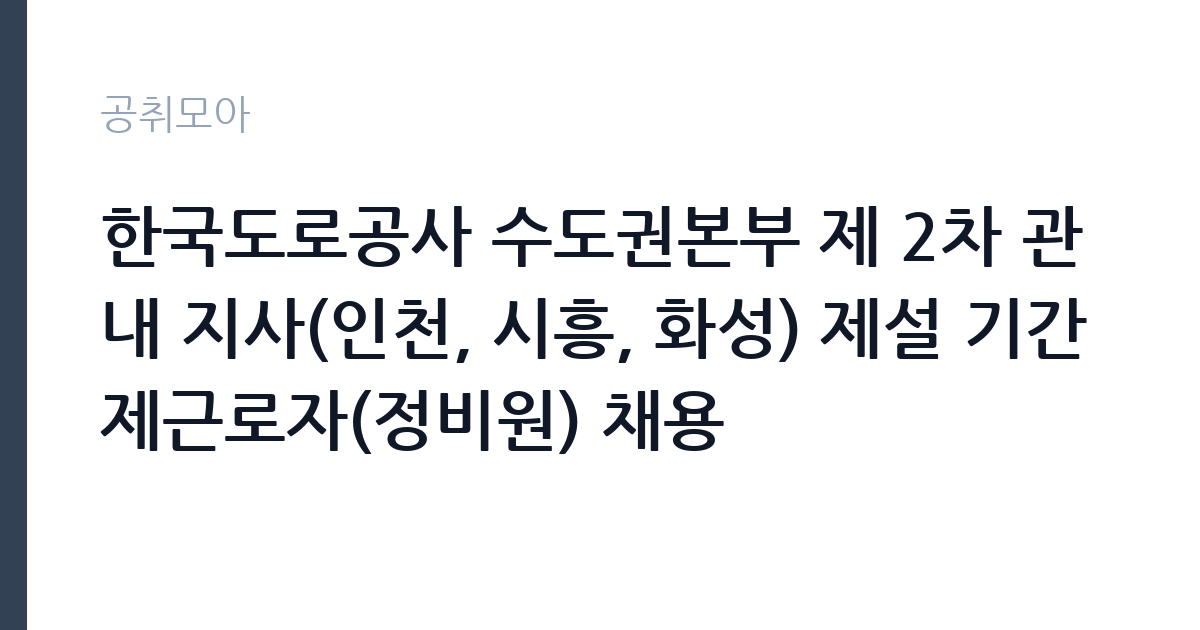 공취모아
한국도로공사 수도권본부 제 2차 관
내 지사(인천, 시흥, 화성) 제설 기간
제근로자(정비원) 채용